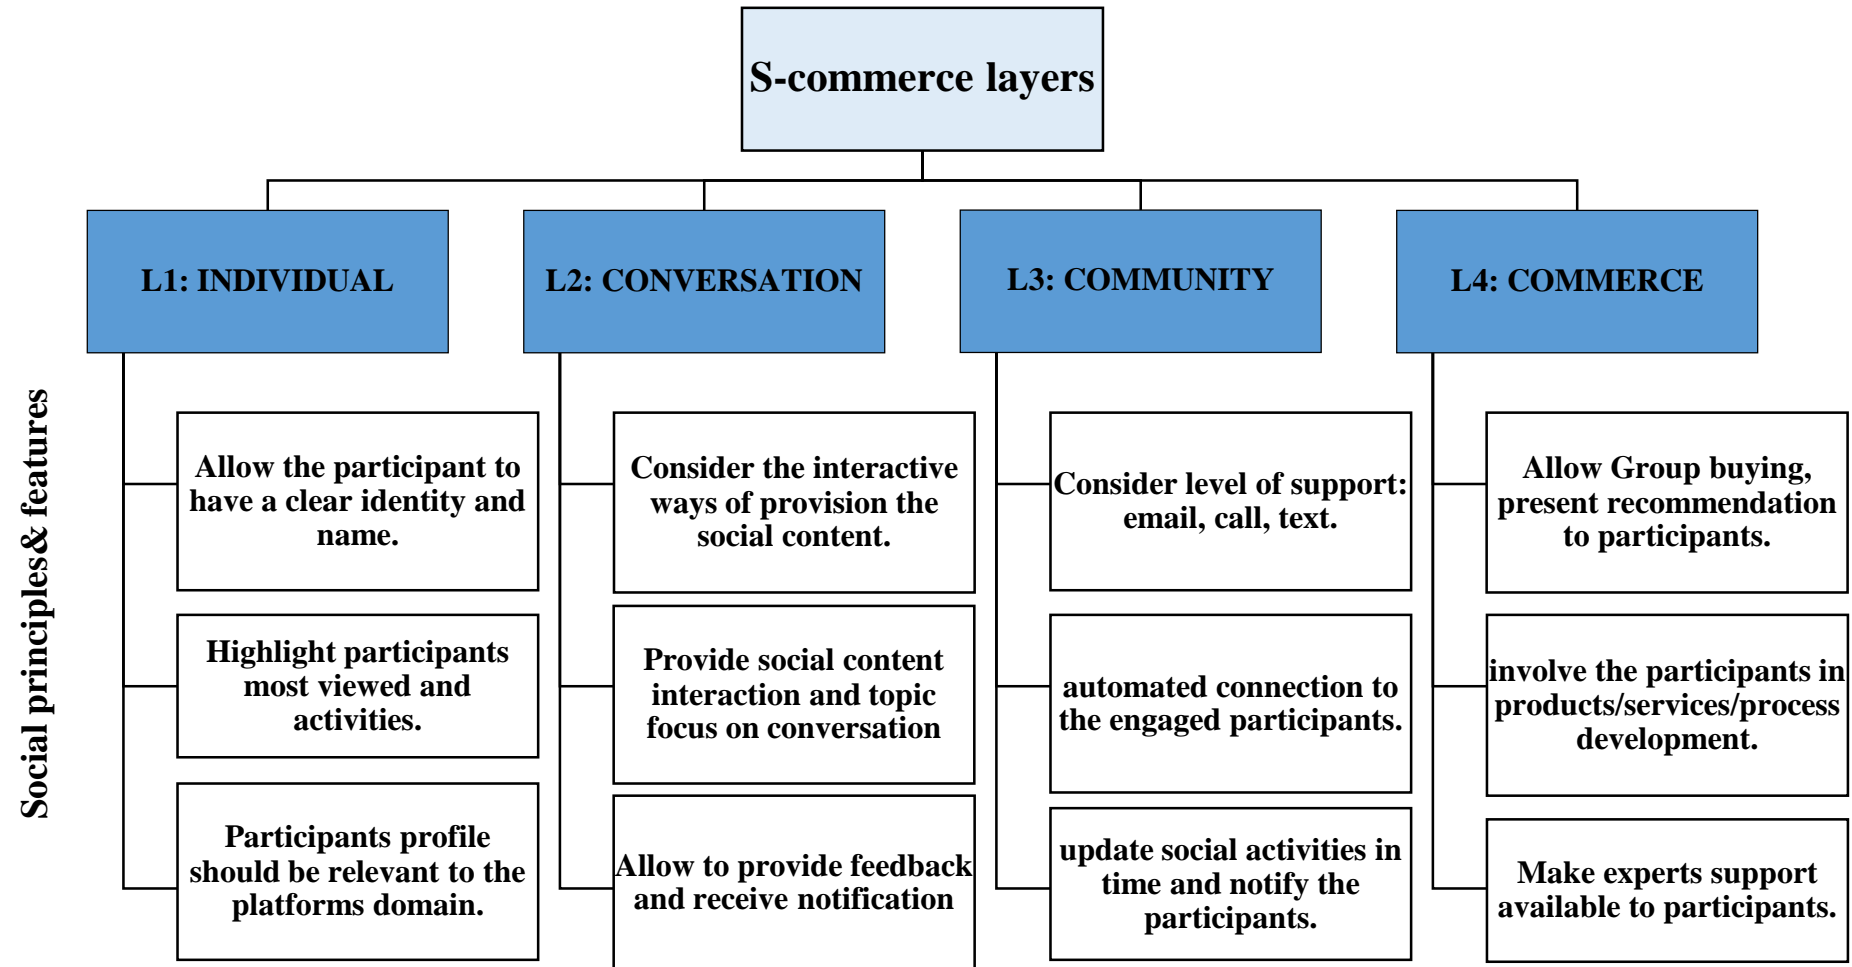 S-commerce layers
L1: INDIVIDUAL
L2: CONVERSATION
L3: COMMUNITY
L4: COMMERCE
Social principles& features
Allow the participant to
have a clear identity and
name.
Highlight participants
most viewed and
activities.
Participants profile
should be relevant to the
platforms domain.
Consider the interactive
ways of provision the
social content.
Provide social content
interaction and topic
focus on conversation
Allow to provide feedback
and receive notification
Consider level of support:
email, call, text.
automated connection to
the engaged participants.
update social activities in
time and notify the
participants.
Allow Group buying,
present recommendation
to participants.
involve the participants in
products/services/process
development.
Make experts support
available to participants.